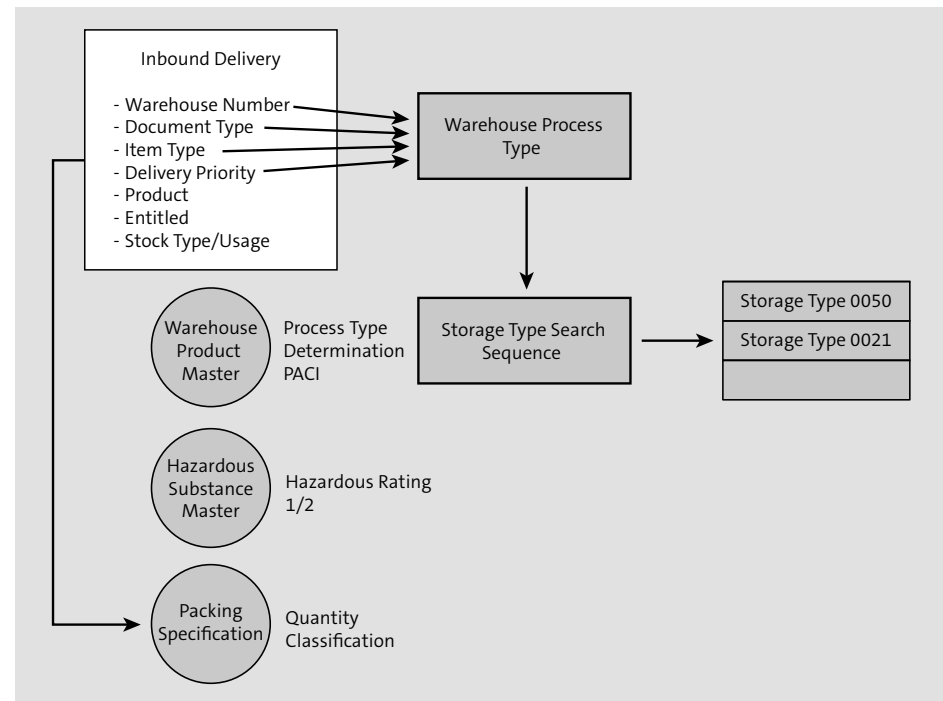 Inbound Delivery
- Warehouse Number
- Document Type
- Item Type
- Delivery Priority
- Product
- Entitled
- Stock Type/Usage
Warehouse Process
Type
Storage Type Search
Sequence
Storage Type 0050
Storage Type 0021
Warehouse
Product
Master
Process Type
Determination
PACI
Hazardous
Substance
Master
Hazardous Rating
1/2
Packing
Specification
Quantity
Classification